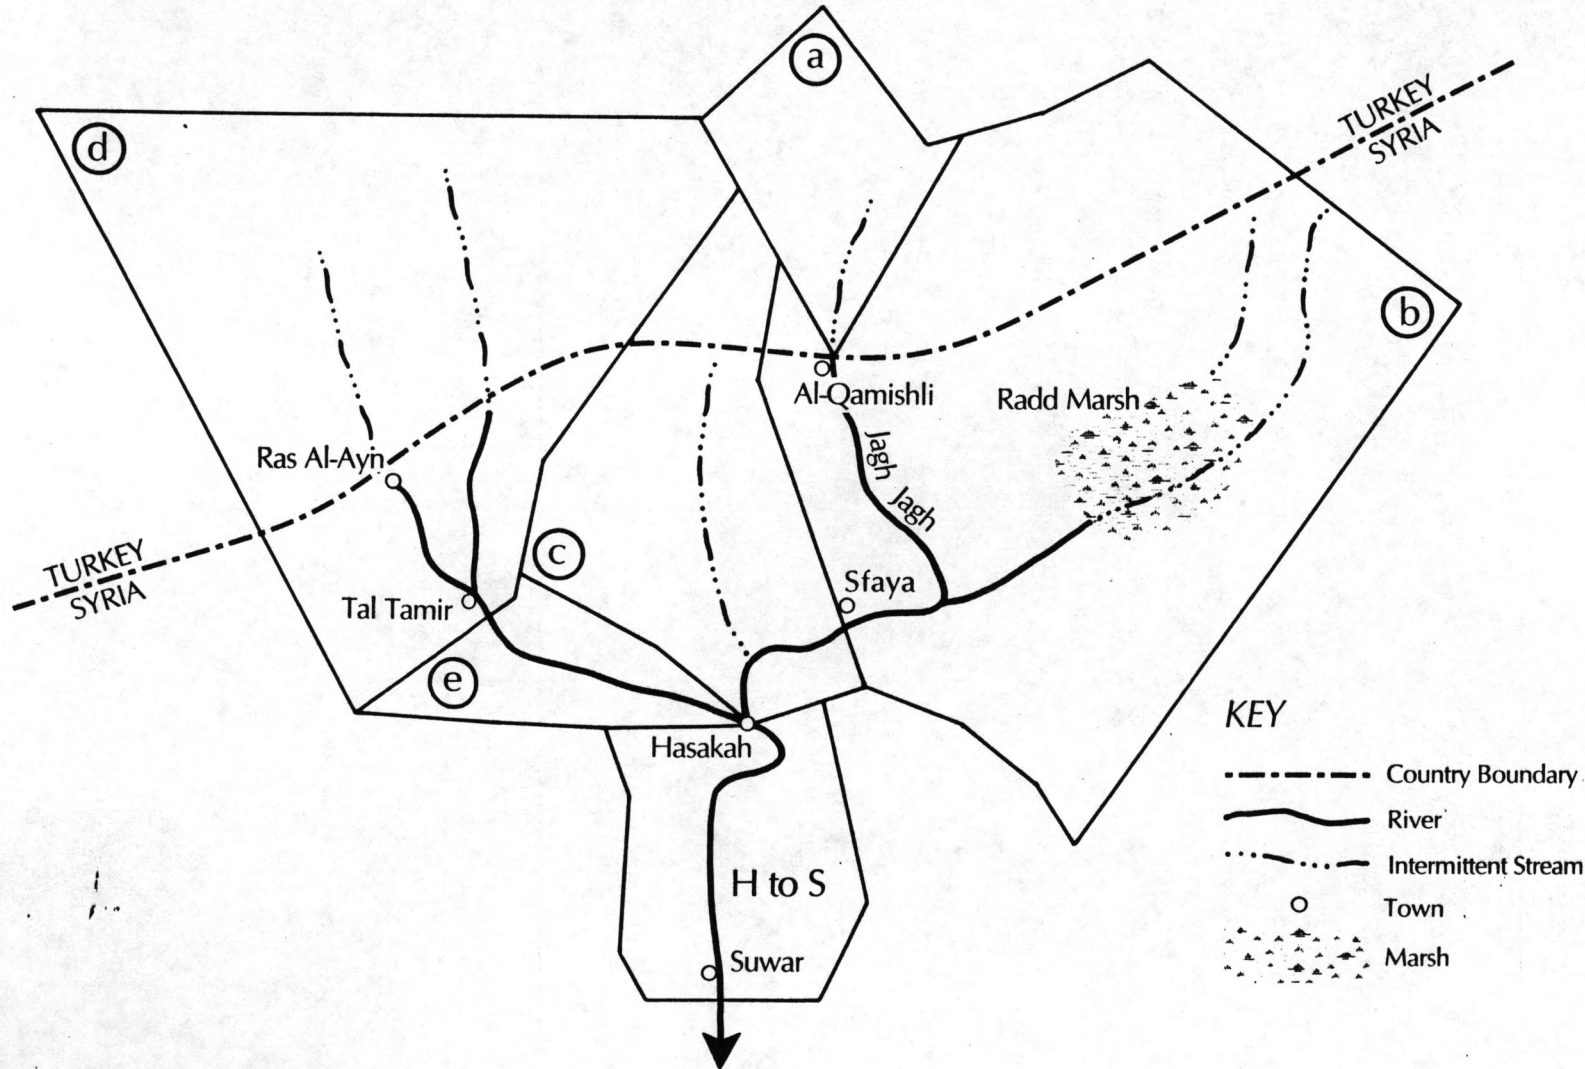 a
TURKEY
SYRIA
d
b
Al-Qamishli
Radd Marsh
Jagh
Jagh
Ras Al-Ayn
TURKEY
SYRIA
c
Sfaya
Tal Tamir
e
Hasakah
H to S
Suwar
KEY
Country Boundary
River
Intermittent Stream
Town
Marsh